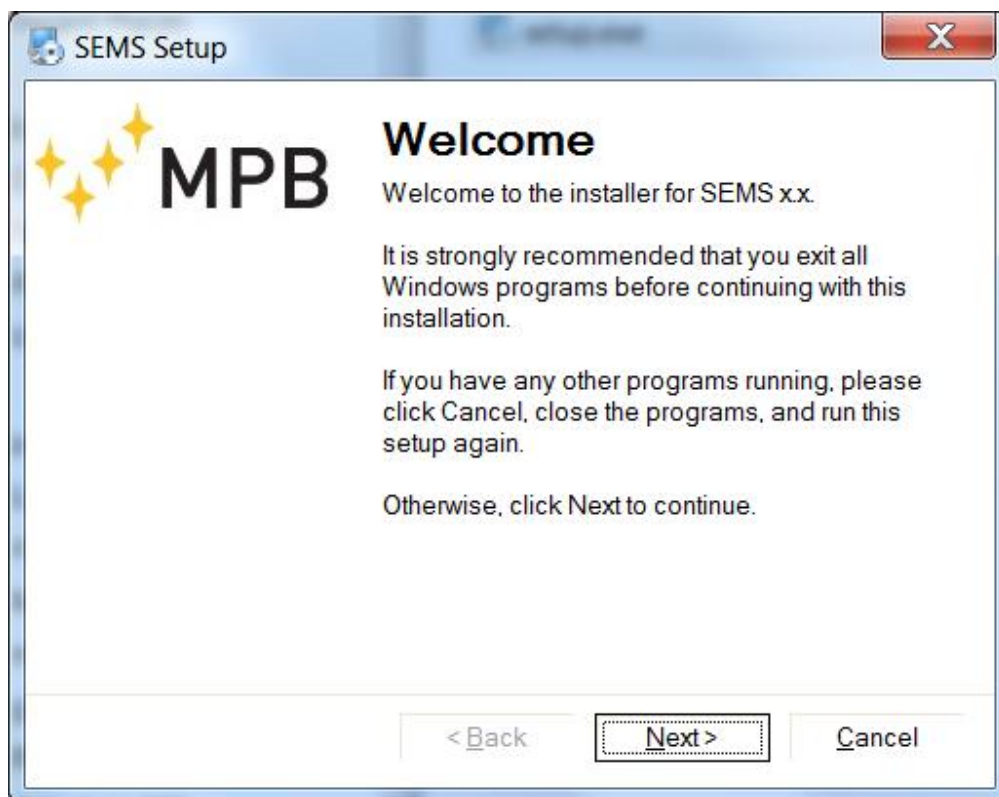 SEMS Setup
MPB
Welcome
Welcome to the installer for SEMS x.x.
It is strongly recommended that you exit all
Windows programs before continuing with this
installation.
If you have any other programs running, please
click Cancel, close the programs, and run this
setup again.
Otherwise, click Next to continue.
< Back
Next >
Cancel